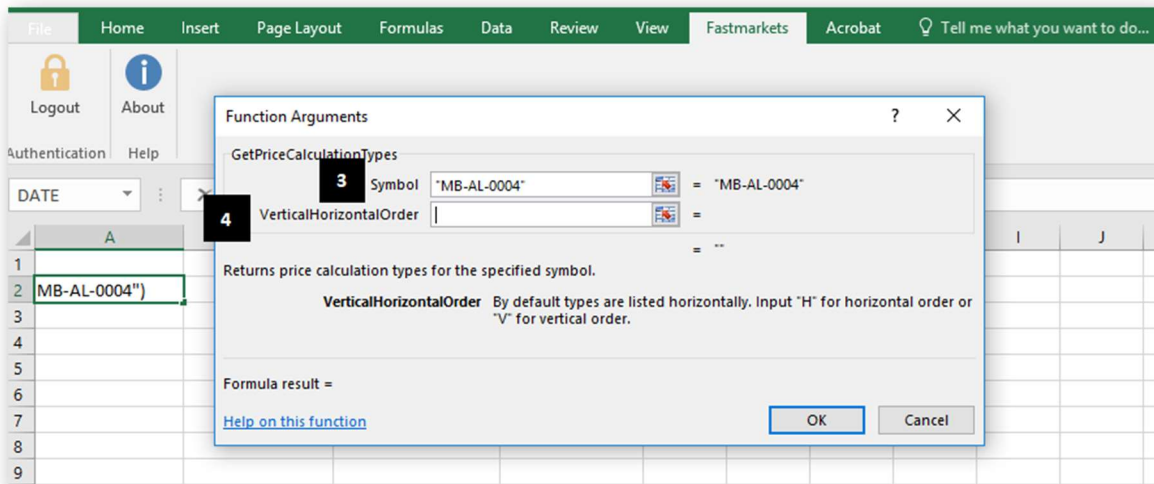 File Home Insert Page Layout Formulas Data Review View Fastmarkets Acrobat Tell me what you want to do...
Logout About
Authentication Help
Function Arguments ? ×
GetPriceCalculationTypes
3 Symbol "MB-AL-0004" = "MB-AL-0004"
4 VerticalHorizontalOrder =
= ""
Returns price calculation types for the specified symbol.
VerticalHorizontalOrder By default types are listed horizontally. Input "H" for horizontal order or
"V" for vertical order.
Formula result =
Help on this function OK Cancel
DATE
A I J
1
2 MB-AL-0004")
3
4
5
6
7
8
9